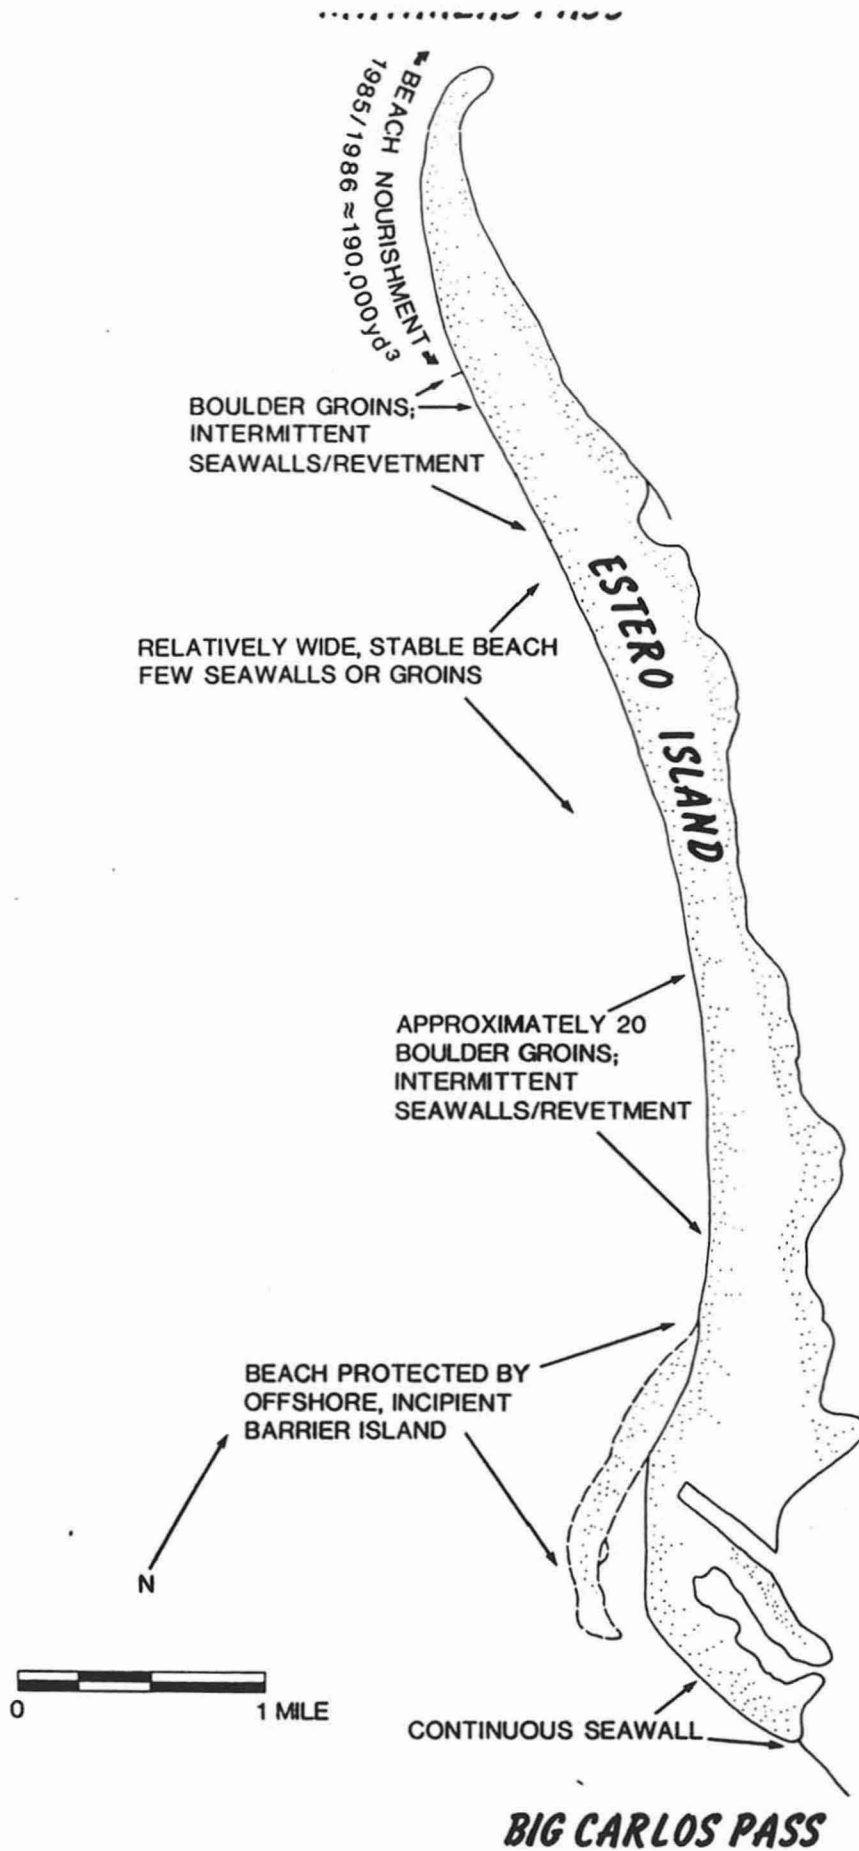 BEACH NOURISHMENT
1985/1986 ≈190,000yd³
BOULDER GROINS;
INTERMITTENT
SEAWALLS/REVETMENT
ESTERO ISLAND
RELATIVELY WIDE, STABLE BEACH
FEW SEAWALLS OR GROINS
APPROXIMATELY 20
BOULDER GROINS;
INTERMITTENT
SEAWALLS/REVETMENT
BEACH PROTECTED BY
OFFSHORE, INCIPIENT
BARRIER ISLAND
N
0 1 MILE
CONTINUOUS SEAWALL
BIG CARLOS PASS